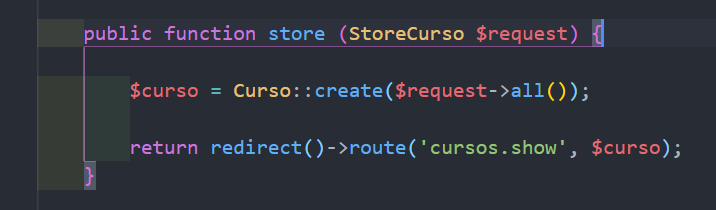 public function store (StoreCurso $request) {
$curso = Curso::create($request->all());
return redirect()->route('cursos.show', $curso);
}